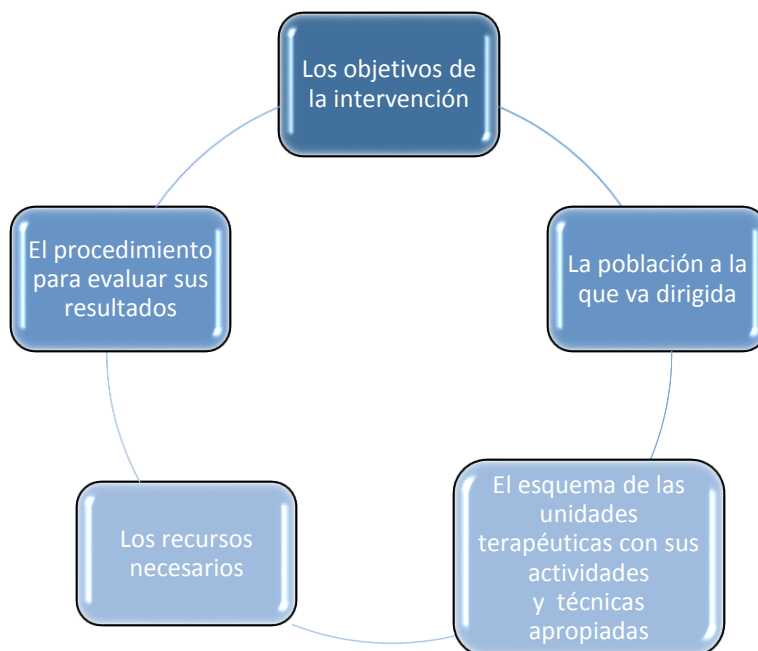 Los objetivos de
la intervención
La población a la
que va dirigida
El esquema de las
unidades
terapéuticas con sus
actividades
y técnicas
apropiadas
Los recursos
necesarios
El procedimiento
para evaluar sus
resultados